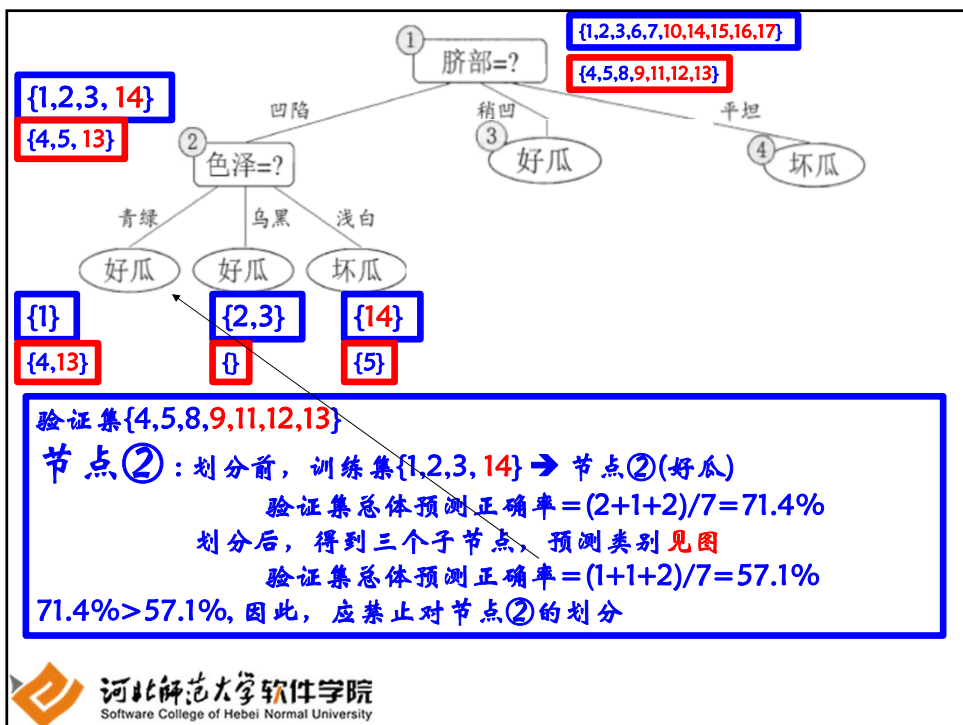 ① 脐部=?
{1,2,3,6,7,10,14,15,16,17}
{4,5,8,9,11,12,13}
{1,2,3, 14}
{4,5, 13}
凹陷
稍凹
平坦
② 色泽=?
③ 好瓜
④ 坏瓜
青绿
乌黑
浅白
好瓜
好瓜
坏瓜
{1}
{2,3}
{14}
{4,13}
{}
{5}
验证集{4,5,8,9,11,12,13}
节点②:划分前,训练集{1,2,3, 14} ➔ 节点②(好瓜)
验证集总体预测正确率=(2+1+2)/7=71.4%
划分后,得到三个子节点,预测类别见图
验证集总体预测正确率=(1+1+2)/7=57.1%
71.4%>57.1%,因此,应禁止对节点②的划分
河北师范大学软件学院
Software College of Hebei Normal University